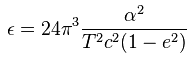 ϵ = 24π³ α² / T²c²(1 − e²)